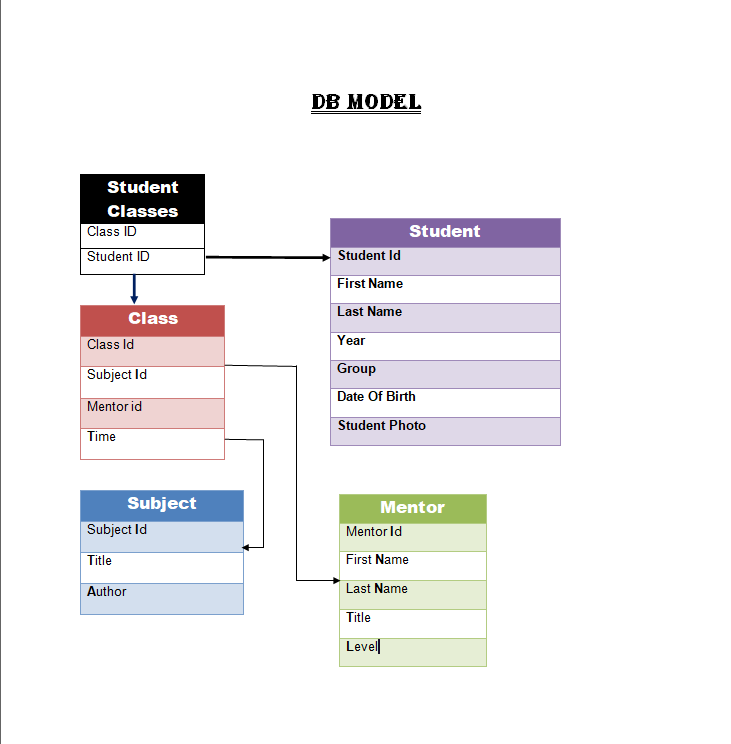 DB MODEL
Student
Classes
Class ID
Student ID
Student
Student Id
First Name
Last Name
Year
Group
Date Of Birth
Student Photo
Class
Class Id
Subject Id
Mentor id
Time
Subject
Subject Id
Title
Author
Mentor
Mentor Id
First Name
Last Name
Title
Level